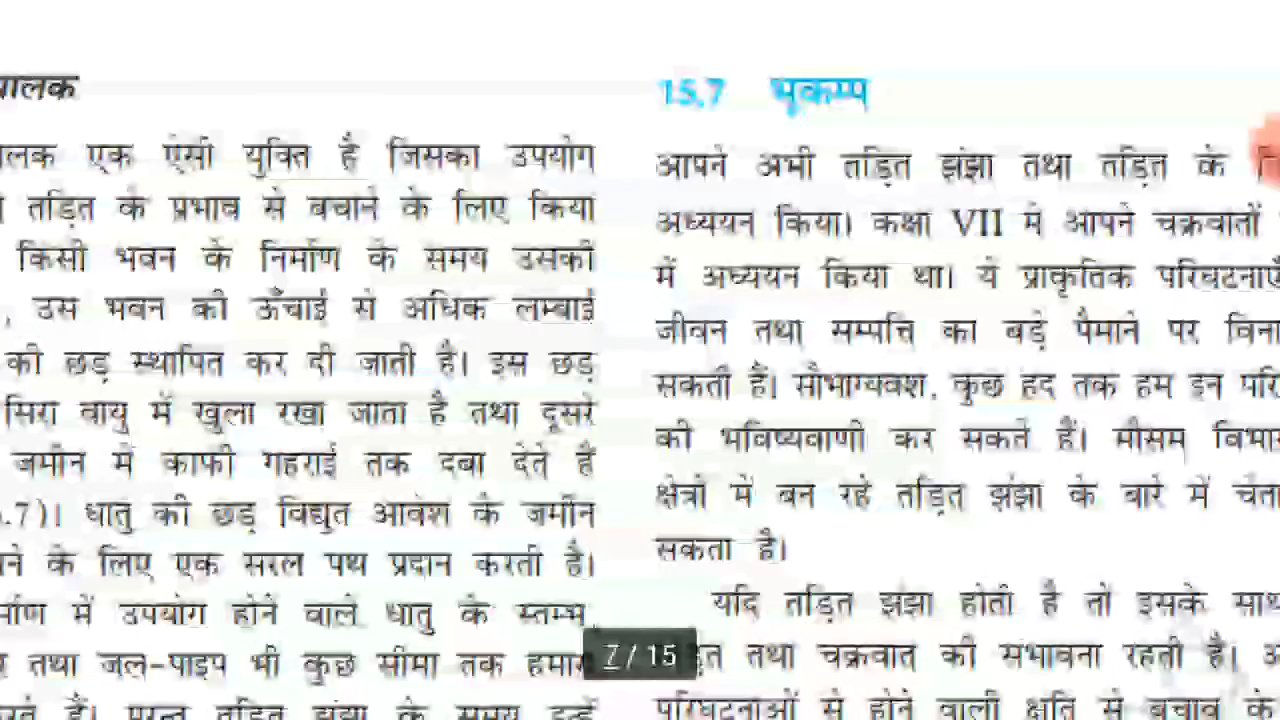 चालक
लक एक ऐसी युक्ति है जिसका उपयोग
तड़ित के प्रभाव से बचाने के लिए किया
किसी भवन के निर्माण के समय उसकी
, उस भवन की ऊँचाई से अधिक लम्बाई
की छड़ स्थापित कर दी जाती है। इस छड़
सिरा वायु में खुला रखा जाता है तथा दूसरे
जमीन में काफी गहराई तक दबा देते हैं
.7)। धातु की छड़ विद्युत आवेश के जमीन
ने के लिए एक सरल पथ प्रदान करती है।
र्माण में उपयोग होने वाले धातु के स्तम्भ,
तथा जल-पाइप भी कुछ सीमा तक हमारा
हैं। परन्तु तड़ित झंझा के समय इन्हें
15.7 भूकम्प
आपने अभी तड़ित झंझा तथा तड़ित के
अध्ययन किया। कक्षा VII में आपने चक्रवातों
में अध्ययन किया था। ये प्राकृतिक परिघटनाएँ
जीवन तथा सम्पत्ति का बड़े पैमाने पर विना
सकती हैं। सौभाग्यवश, कुछ हद तक हम इन परि
की भविष्यवाणी कर सकते हैं। मौसम विभाग
क्षेत्रों में बन रहे तड़ित झंझा के बारे में चेता
सकता है।
यदि तड़ित झंझा होती है तो इसके साथ
तथा चक्रवात की संभावना रहती है।
परिघटनाओं से होने वाली क्षति से बचाव के
7 / 15